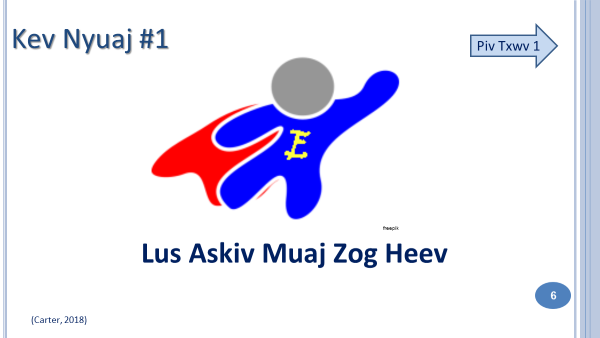 Kev Nyuaj #1
Piv Txwv 1
E
freepik
Lus Askiv Muaj Zog Heev
6
(Carter, 2018)